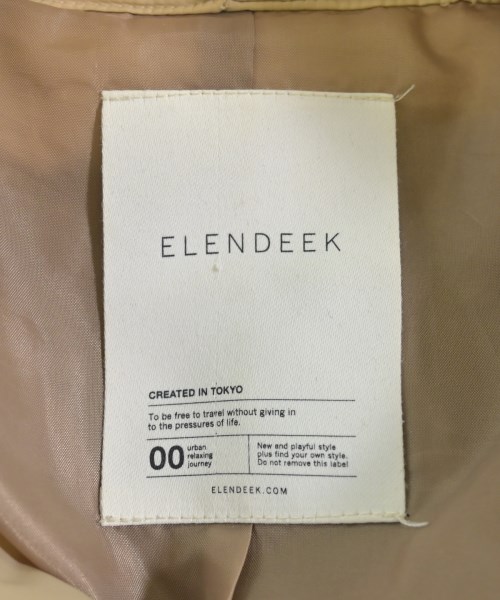 ELENDEEK
CREATED IN TOKYO
To be free to travel without giving in
to the pressures of life.
00
urban
relaxing
journey
New and playful style
plus find your own style.
Do not remove this label
ELENDEEK.COM